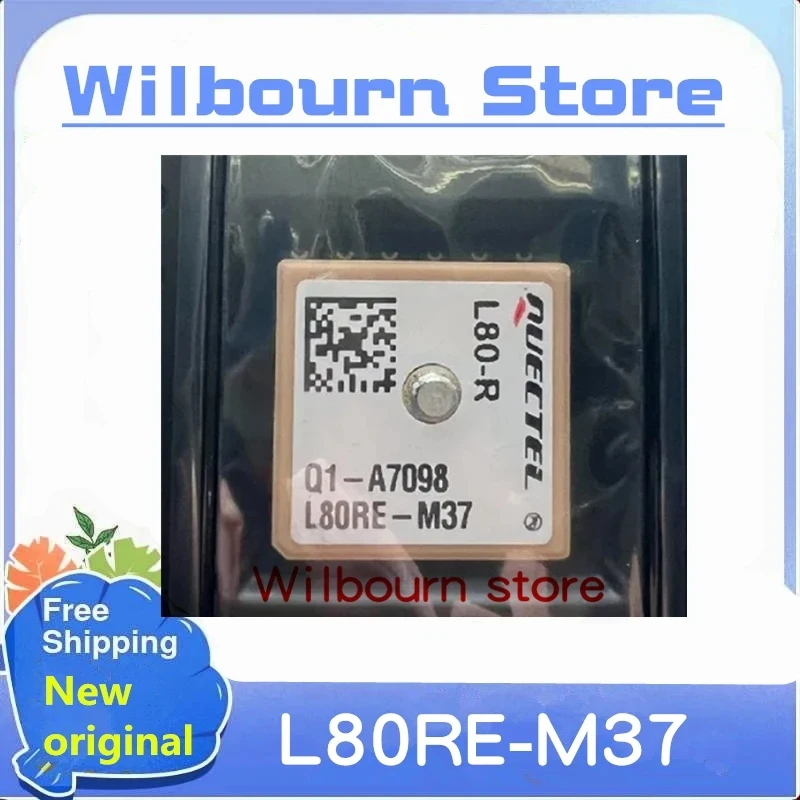 Wilbourn Store
QUECTEL
L80-R
Q1-A7098
L80RE-M37
Wilbourn store
Free
Shipping
New
original
L80RE-M37